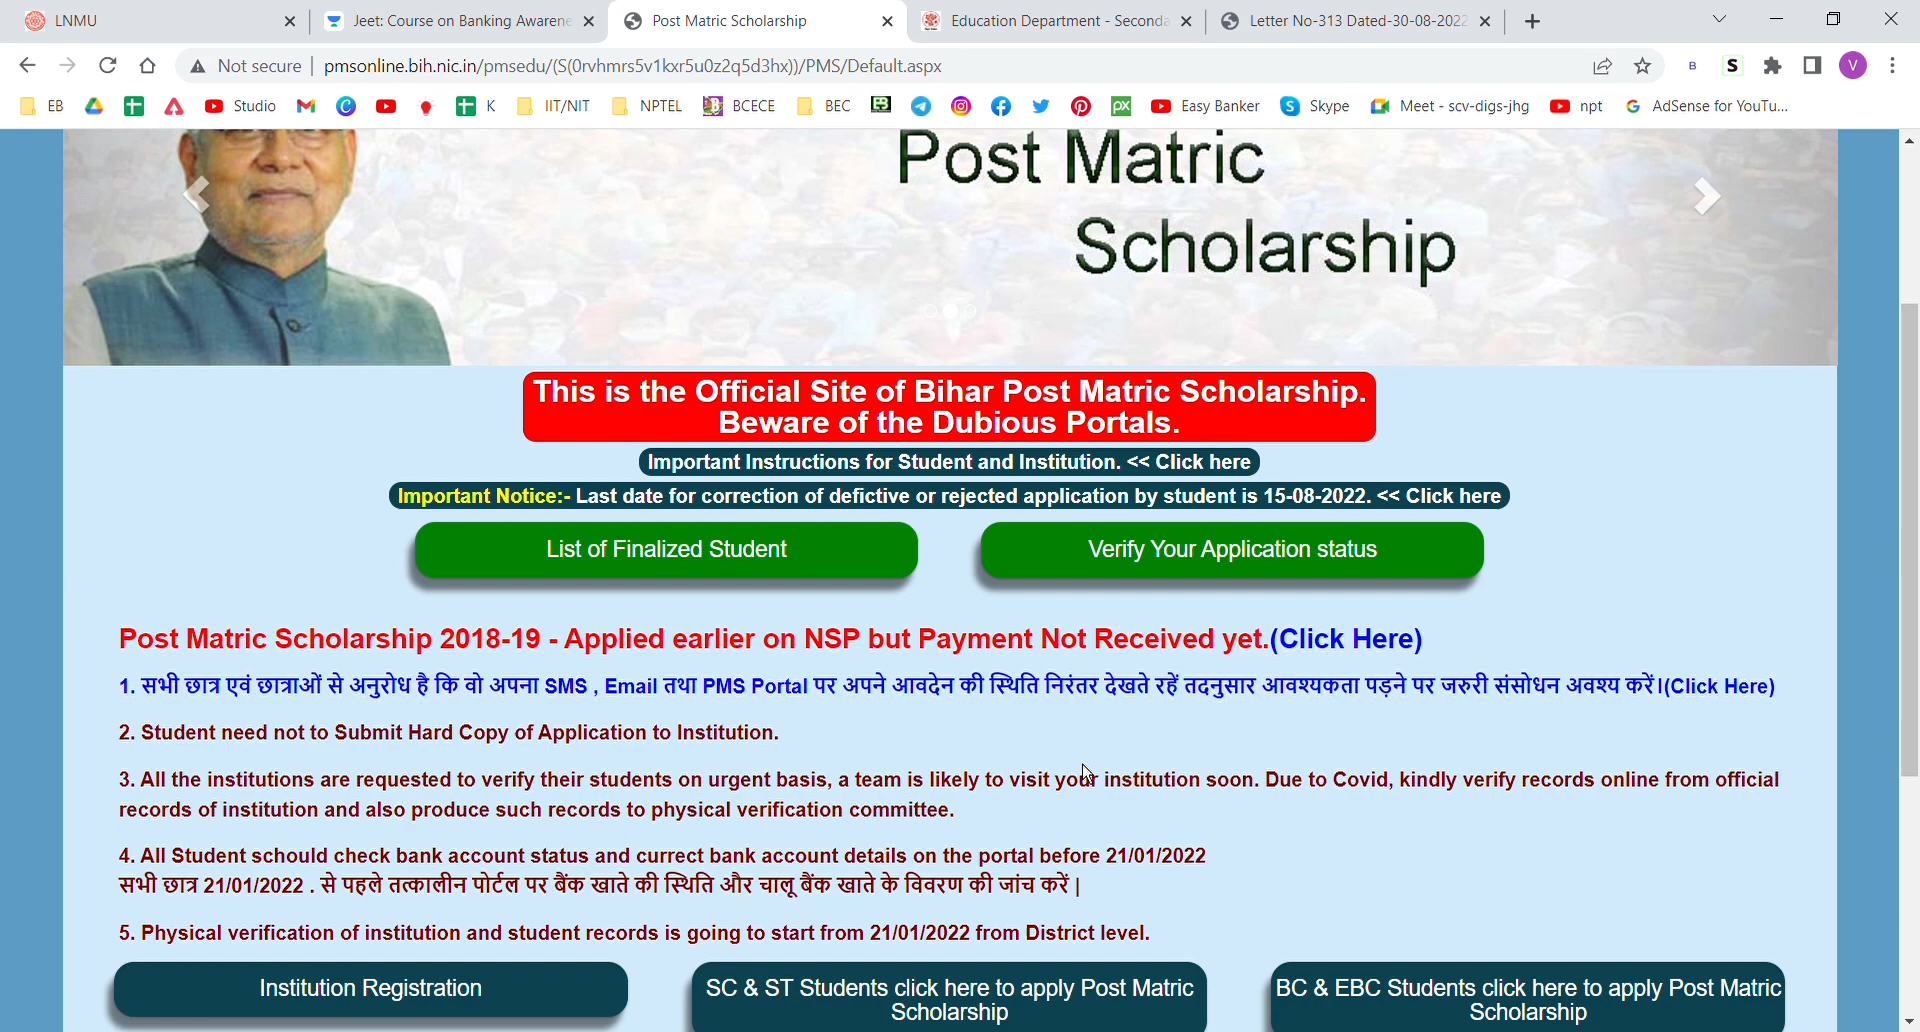 LNMU
Jeet: Course on Banking Awarene
Post Matric Scholarship
Education Department - Seconda
Letter No-313 Dated-30-08-2022
Not secure
pmsonline.bih.nic.in/pmsedu/(S(0rvhmrs5v1kxr5u0z2q5d3hx))/PMS/Default.aspx
B
S
V
EB
Studio
K
IIT/NIT
NPTEL
BCECE
BEC
Easy Banker
Skype
Meet - scv-digs-jhg
npt
AdSense for YouTu...
Post Matric
Scholarship
This is the Official Site of Bihar Post Matric Scholarship.
Beware of the Dubious Portals.
Important Instructions for Student and Institution. << Click here
Important Notice:- Last date for correction of defictive or rejected application by student is 15-08-2022. << Click here
List of Finalized Student
Verify Your Application status
Post Matric Scholarship 2018-19 - Applied earlier on NSP but Payment Not Received yet.(Click Here)
1. सभी छात्र एवं छात्राओं से अनुरोध है कि वो अपना SMS , Email तथा PMS Portal पर अपने आवदेन की स्थिति निरंतर देखते रहें तदनुसार आवश्यकता पड़ने पर जरुरी संसोधन अवश्य करें।(Click Here)
2. Student need not to Submit Hard Copy of Application to Institution.
3. All the institutions are requested to verify their students on urgent basis, a team is likely to visit your institution soon. Due to Covid, kindly verify records online from official
records of institution and also produce such records to physical verification committee.
4. All Student schould check bank account status and currect bank account details on the portal before 21/01/2022
सभी छात्र 21/01/2022 . से पहले तत्कालीन पोर्टल पर बैंक खाते की स्थिति और चालू बैंक खाते के विवरण की जांच करें |
5. Physical verification of institution and student records is going to start from 21/01/2022 from District level.
Institution Registration
SC & ST Students click here to apply Post Matric
Scholarship
BC & EBC Students click here to apply Post Matric
Scholarship